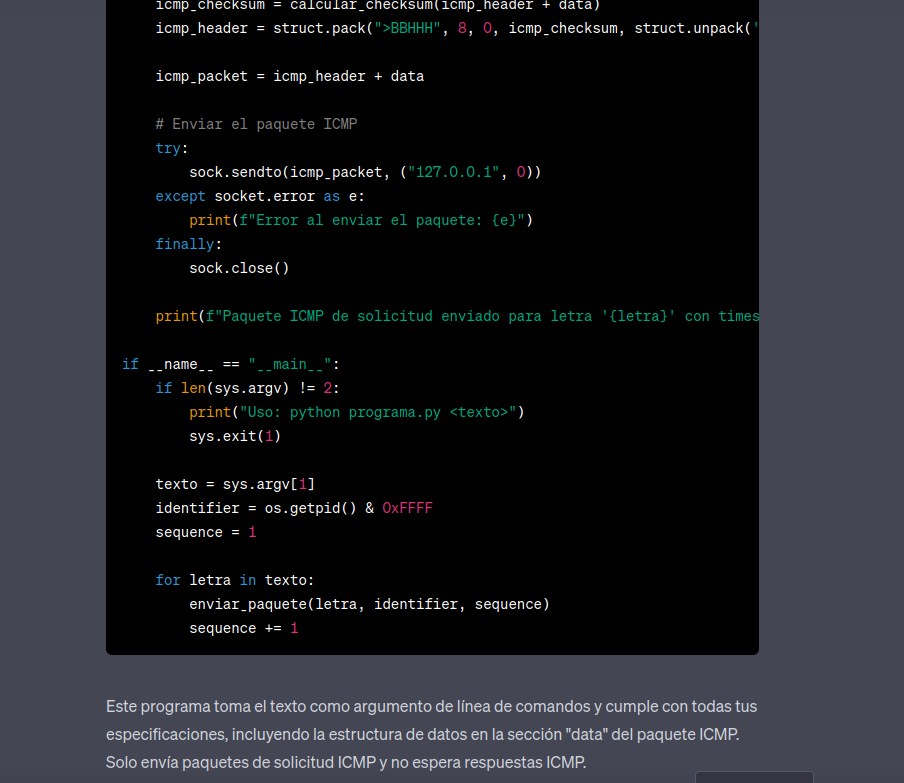 icmp_checksum = calcular_checksum(icmp_header + data)
icmp_header = struct.pack(">BBHHH", 8, 0, icmp_checksum, struct.unpack('
icmp_packet = icmp_header + data
# Enviar el paquete ICMP
try:
sock.sendto(icmp_packet, ("127.0.0.1", 0))
except socket.error as e:
print(f"Error al enviar el paquete: {e}")
finally:
sock.close()
print(f"Paquete ICMP de solicitud enviado para letra '{letra}' con times
if __name__ == "__main__":
if len(sys.argv) != 2:
print("Uso: python programa.py <texto>")
sys.exit(1)
texto = sys.argv[1]
identifier = os.getpid() & 0xFFFF
sequence = 1
for letra in texto:
enviar_paquete(letra, identifier, sequence)
sequence += 1
Este programa toma el texto como argumento de línea de comandos y cumple con todas tus
especificaciones, incluyendo la estructura de datos en la sección "data" del paquete ICMP.
Solo envía paquetes de solicitud ICMP y no espera respuestas ICMP.